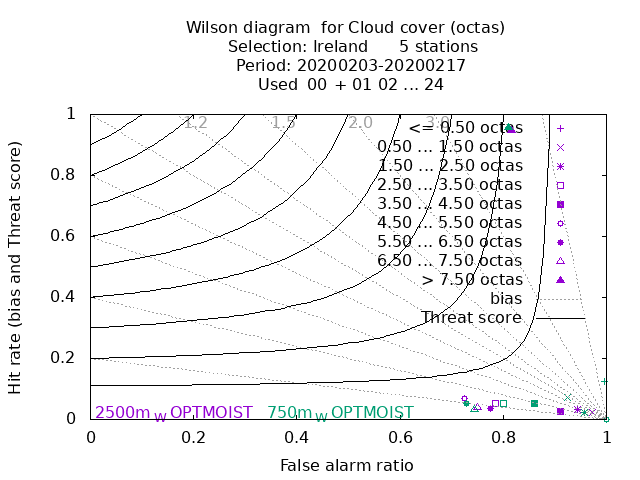 Wilson diagram  for Cloud cover (octas)
Selection: Ireland      5 stations
Period: 20200203-20200217
Used  00 + 01 02 ... 24
1.2 1.5 2.0 3.0
<= 0.50 octas
0.50 ... 1.50 octas
1.50 ... 2.50 octas
2.50 ... 3.50 octas
3.50 ... 4.50 octas
4.50 ... 5.50 octas
5.50 ... 6.50 octas
6.50 ... 7.50 octas
> 7.50 octas
bias
Threat score
1
0.8
0.6
0.4
0.2
0
Hit rate (bias and Threat score)
2500m W OPTMOIST 750m W OPTMOIST
0 0.2 0.4 0.6 0.8 1
False alarm ratio